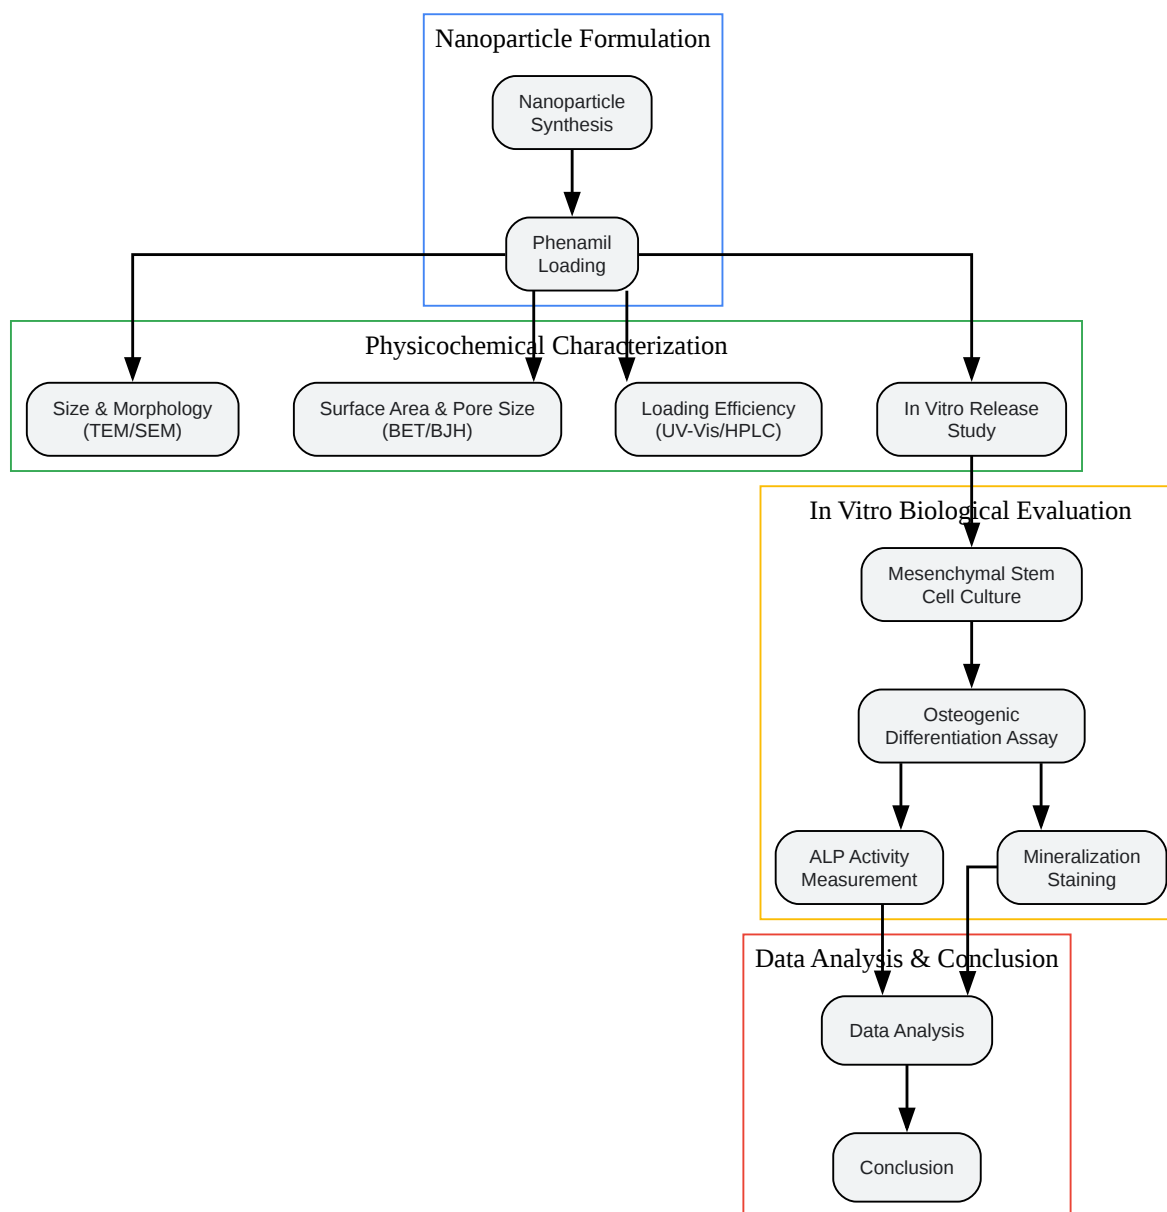 Nanoparticle Formulation
Nanoparticle
Synthesis
Phenamil
Loading
Physicochemical Characterization
Size & Morphology
(TEM/SEM)
Surface Area & Pore Size
(BET/BJH)
Loading Efficiency
(UV-Vis/HPLC)
In Vitro Release
Study
In Vitro Biological Evaluation
Mesenchymal Stem
Cell Culture
Osteogenic
Differentiation Assay
ALP Activity
Measurement
Mineralization
Staining
Data Analysis & Conclusion
Data Analysis
Conclusion